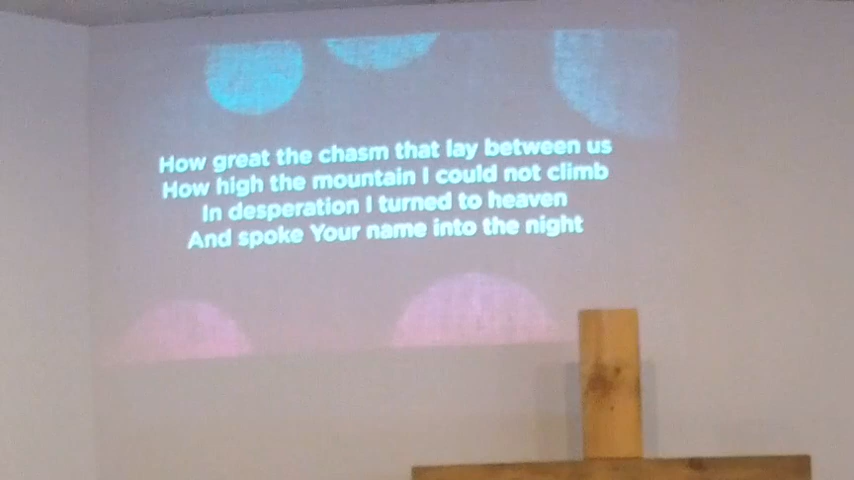 How great the chasm that lay between us
How high the mountain I could not climb
In desperation I turned to heaven
And spoke Your name into the night